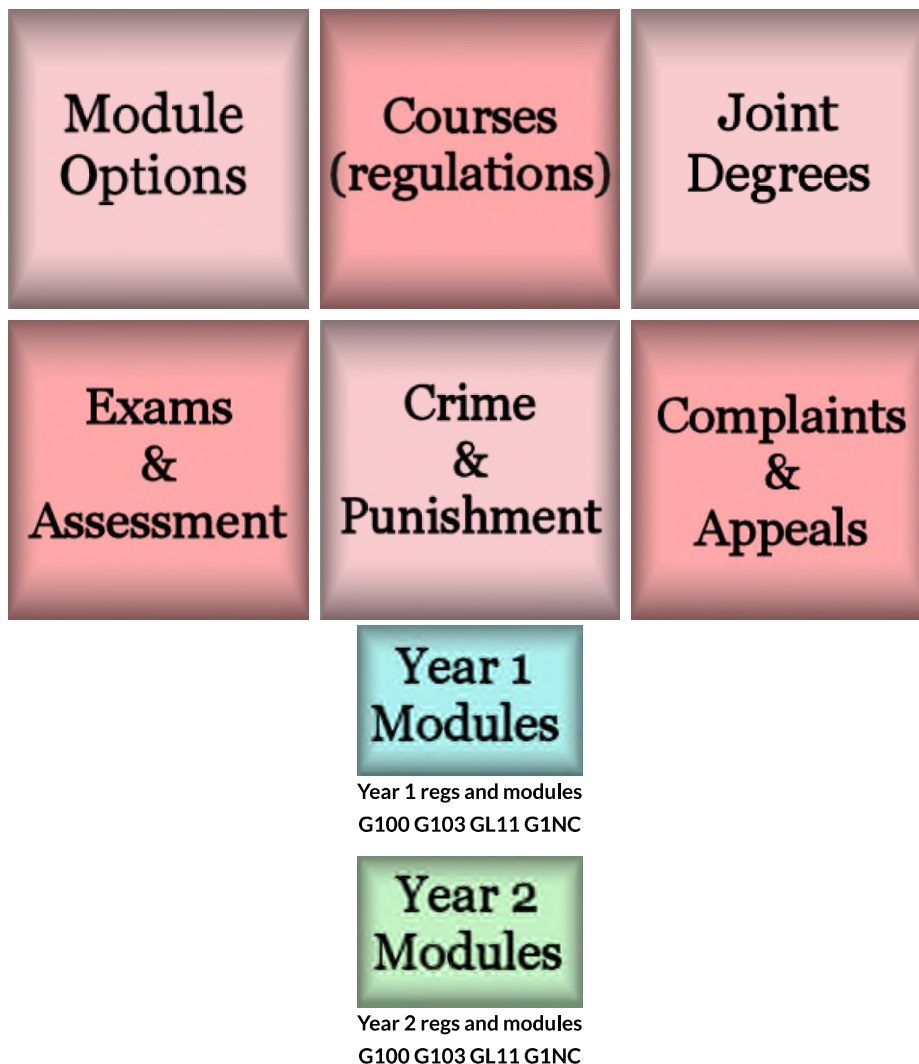 Module
Options
Courses
(regulations)
Joint
Degrees
Exams
&
Assessment
Crime
&
Punishment
Complaints
&
Appeals
Year 1
Modules
Year 1 regs and modules
G100 G103 GL11 G1NC
Year 2
Modules
Year 2 regs and modules
G100 G103 GL11 G1NC